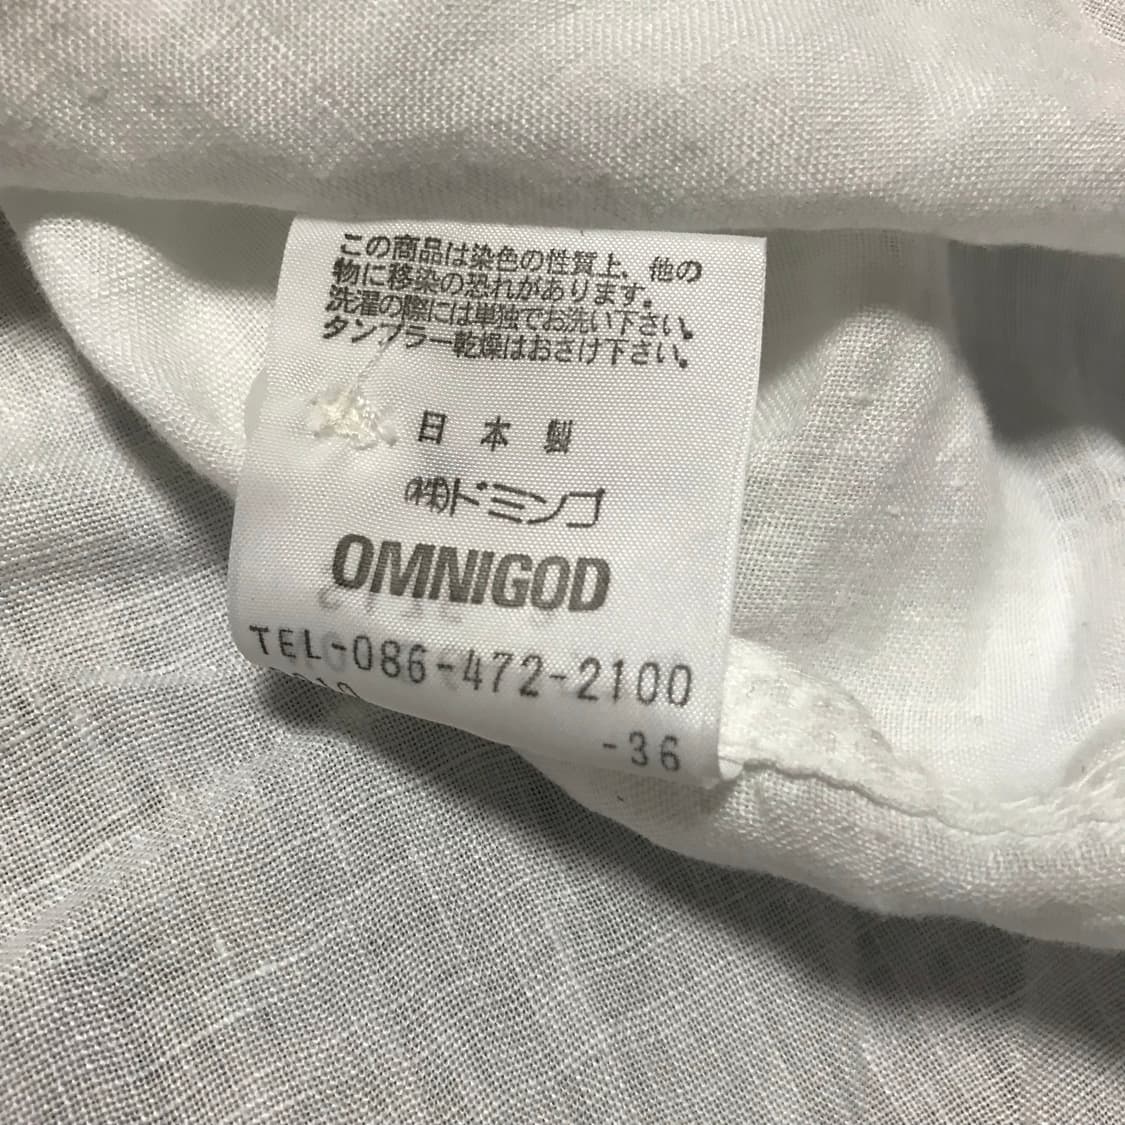 この商品は染色の性質上、他の
物に移染の恐れがあります。
洗濯の際には単独でお洗い下さい。
タンブラー乾燥はおさけ下さい。
日本製
㈱ドミンゴ
OMNIGOD
TEL-086-472-2100
-36